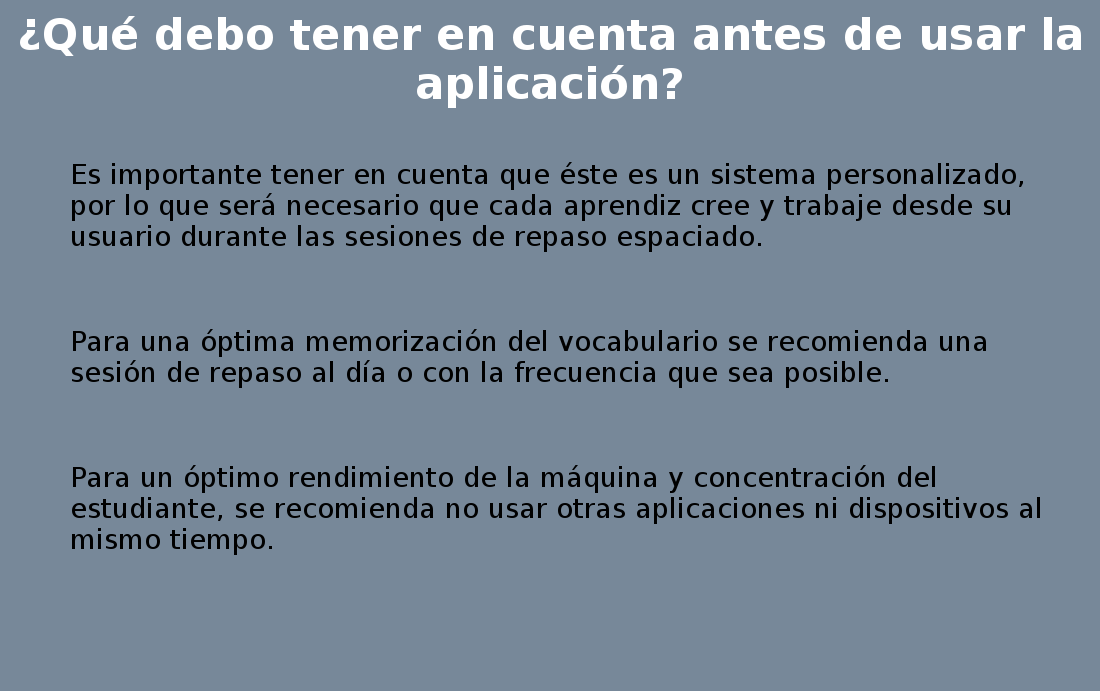 ¿Qué debo tener en cuenta antes de usar la
aplicación?
Es importante tener en cuenta que éste es un sistema personalizado,
por lo que será necesario que cada aprendiz cree y trabaje desde su
usuario durante las sesiones de repaso espaciado.
Para una óptima memorización del vocabulario se recomienda una
sesión de repaso al día o con la frecuencia que sea posible.
Para un óptimo rendimiento de la máquina y concentración del
estudiante, se recomienda no usar otras aplicaciones ni dispositivos al
mismo tiempo.